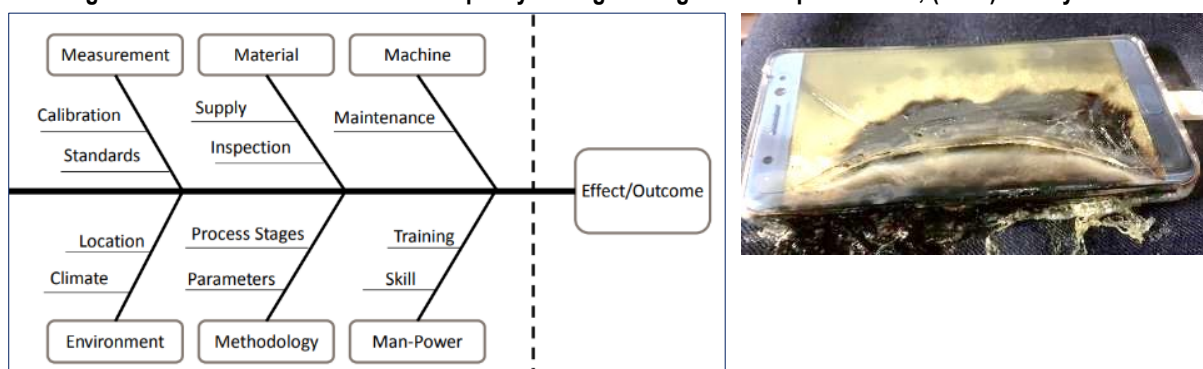 Measurement
Material
Machine
Calibration
Supply
Maintenance
Standards
Inspection
Effect/Outcome
Location
Process Stages
Training
Climate
Parameters
Skill
Environment
Methodology
Man-Power